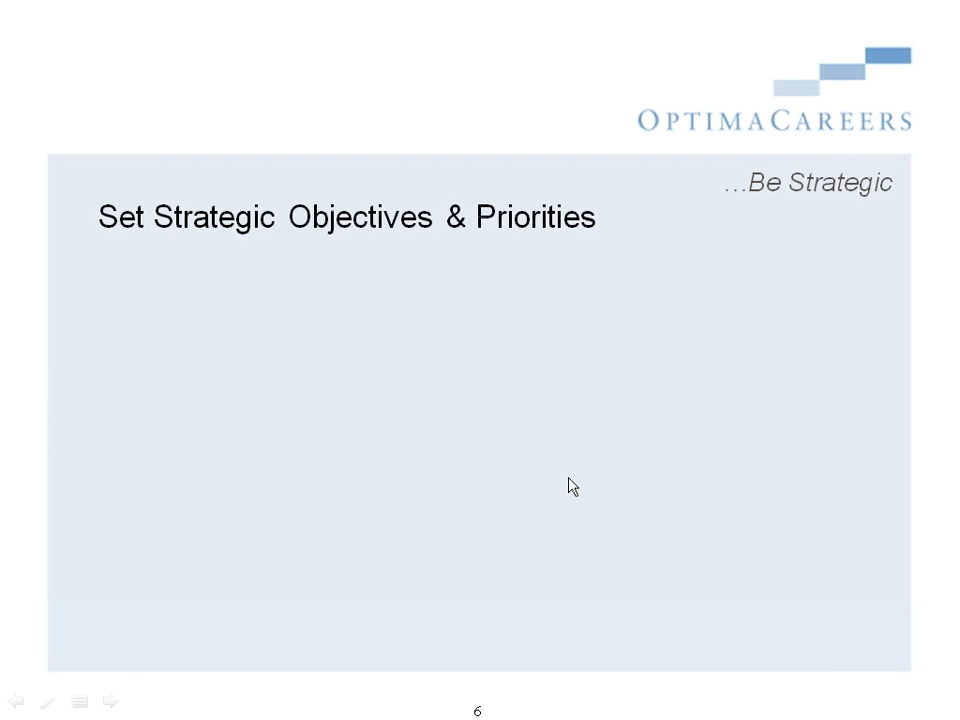 OPTIMACAREERS
…Be Strategic
Set Strategic Objectives & Priorities
6